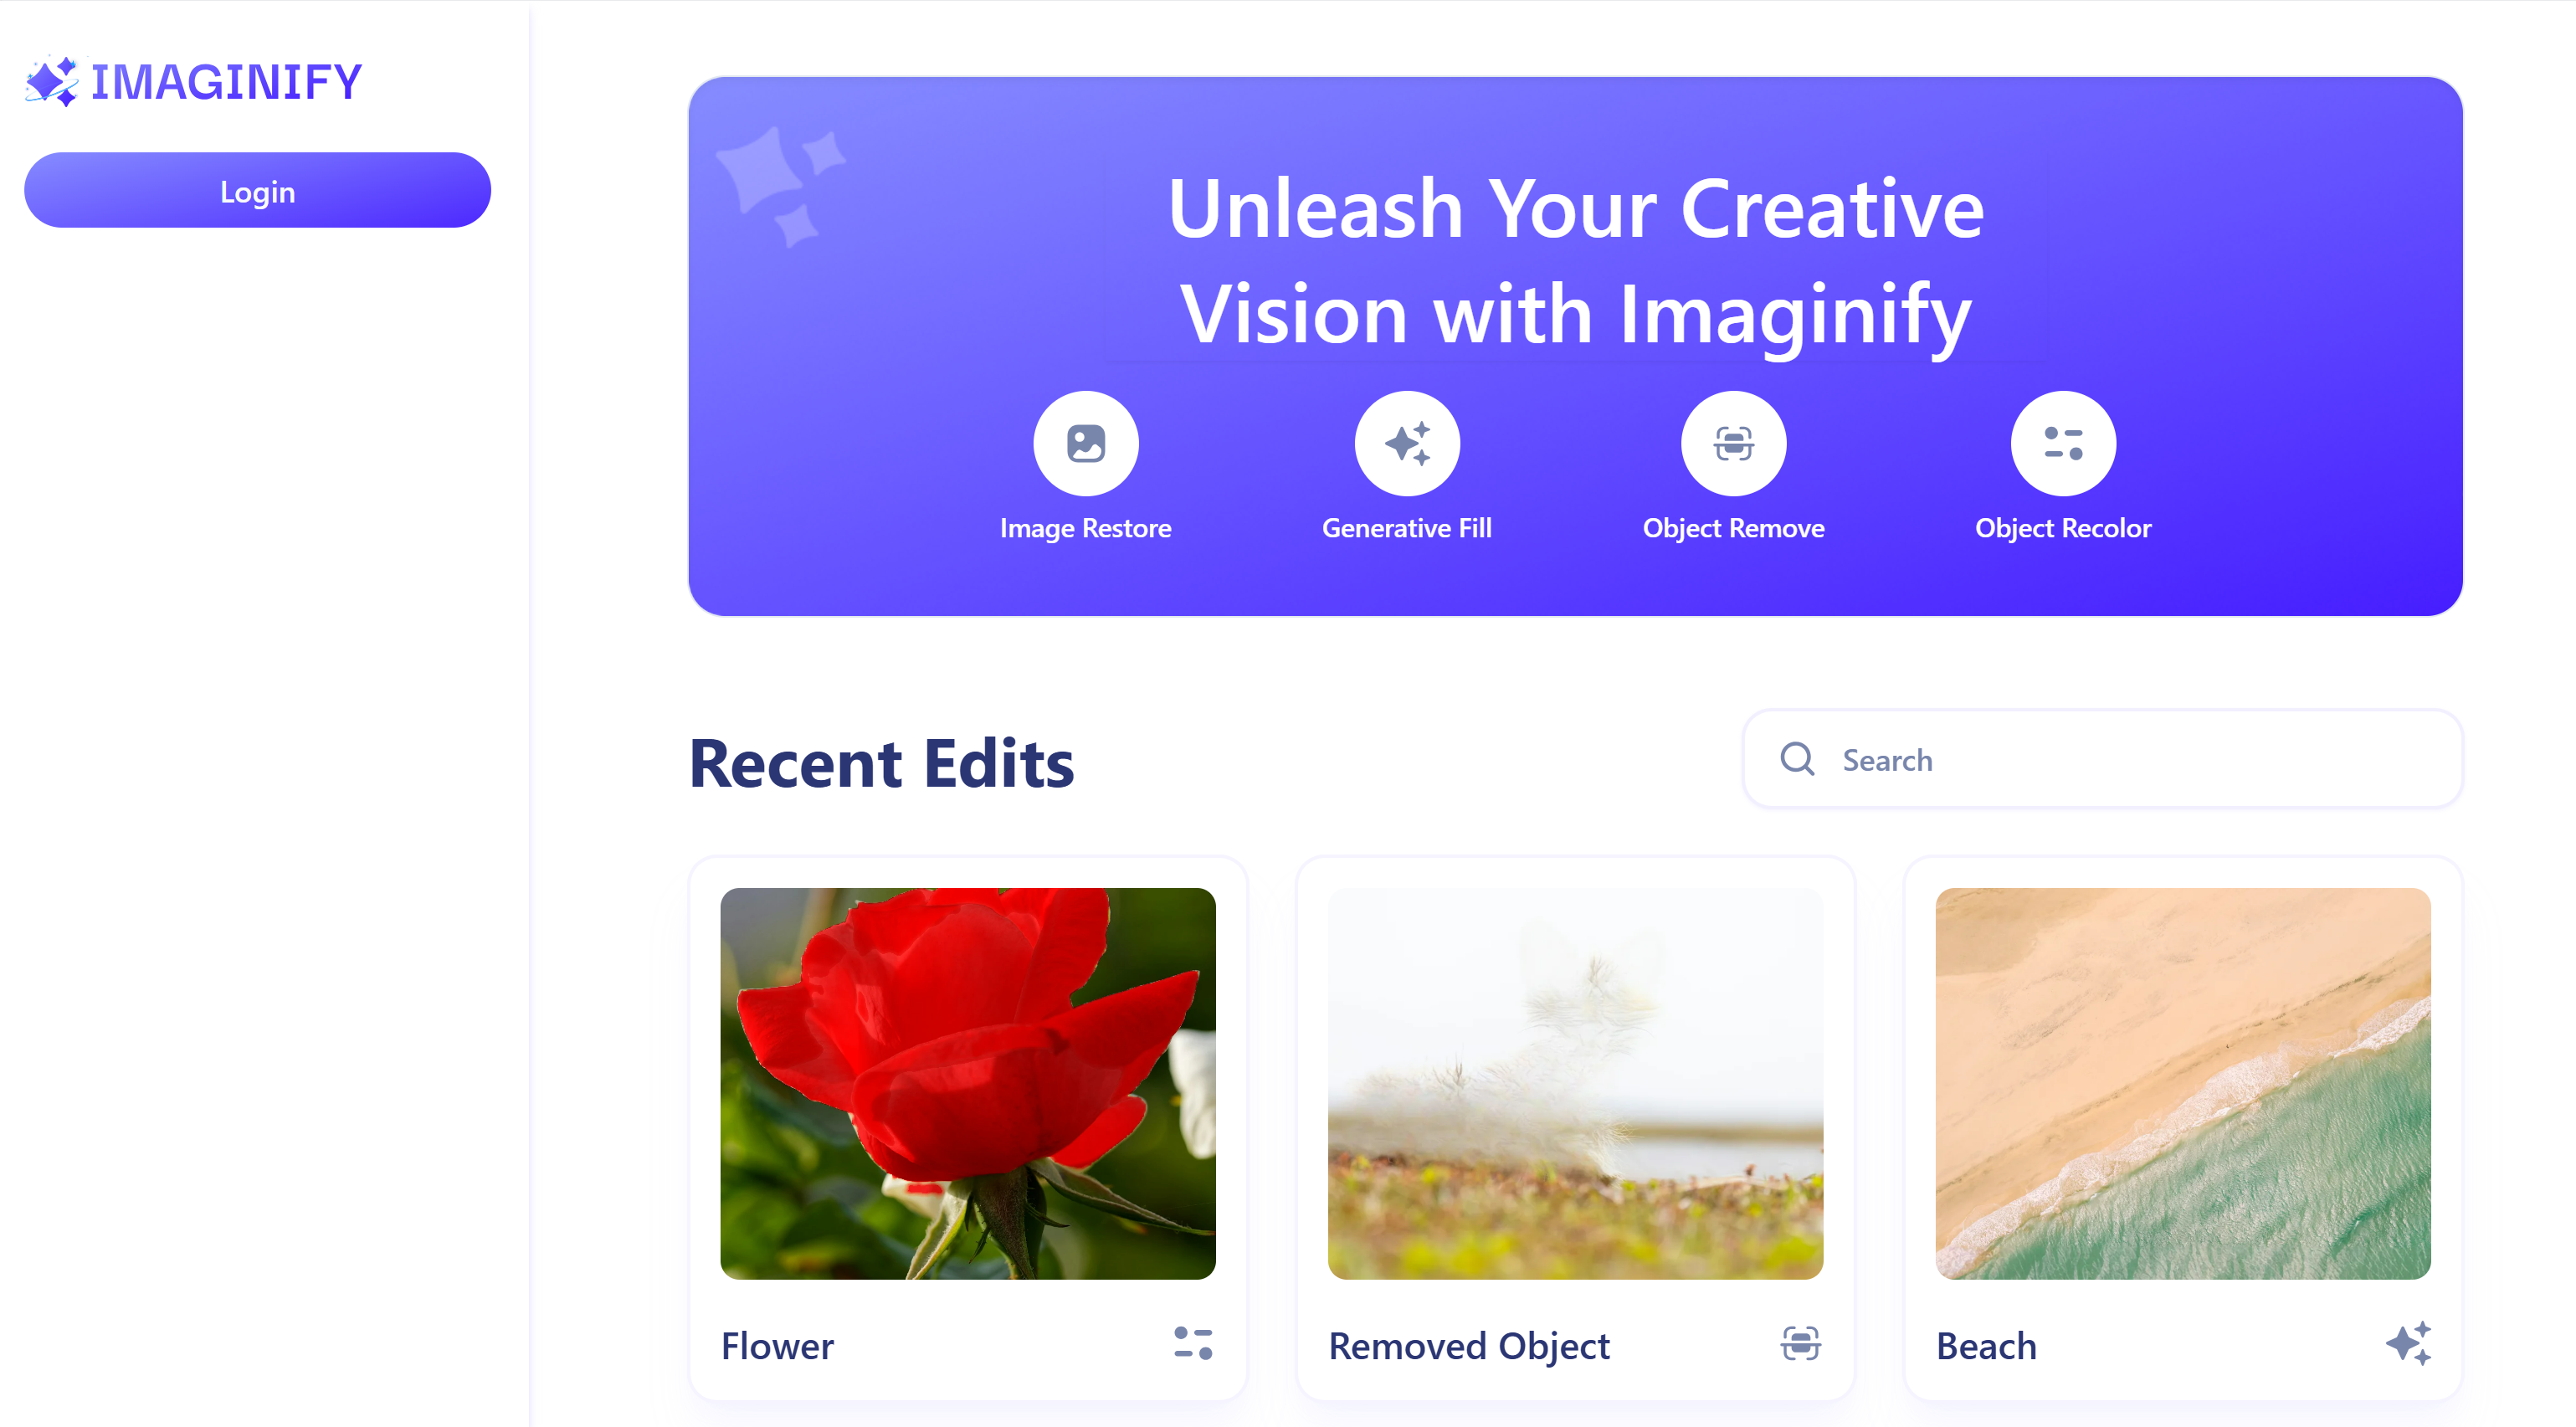 IMAGINIFY
Login
Unleash Your Creative
Vision with Imaginify
Image Restore
Generative Fill
Object Remove
Object Recolor
Recent Edits
Search
Flower
Removed Object
Beach